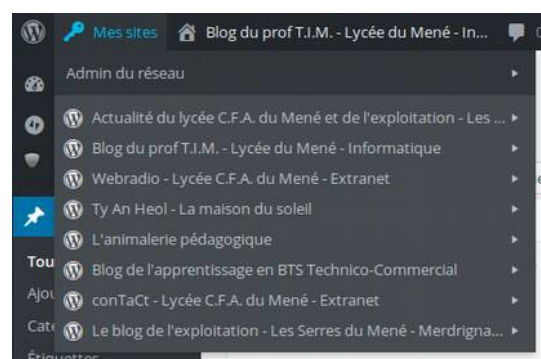 Mes sites Blog du prof T.I.M. - Lycée du Mené - In...
Admin du réseau
Actualité du lycée C.F.A. du Mené et de l'exploitation - Les ...
Blog du prof T.I.M. - Lycée du Mené - Informatique
Webradio - Lycée C.F.A. du Mené - Extranet
Ty An Heol - La maison du soleil
L'animalerie pédagogique
Tou
Blog de l'apprentissage en BTS Technico-Commercial
Ajou
conTaCt - Lycée C.F.A. du Mené - Extranet
Caté
Le blog de l'exploitation - Les Serres du Mené - Merdrigna...
Étiquettes